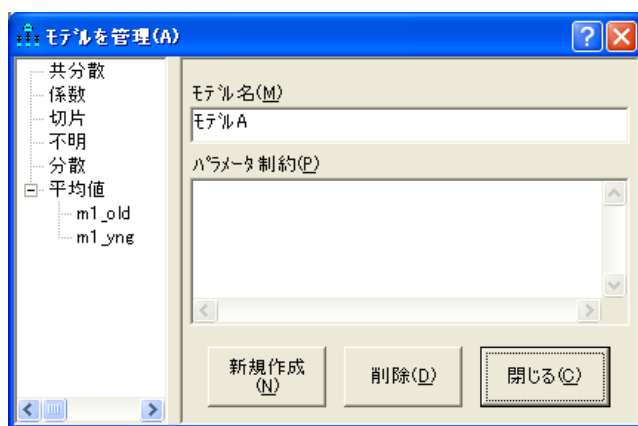 モデルを管理(A)
共分散
係数
切片
不明
分散
平均値
m1_old
m1_yng
モデル名(M)
モデルA
パラメータ制約(P)
新規作成
(N)
削除(D)
閉じる(C)